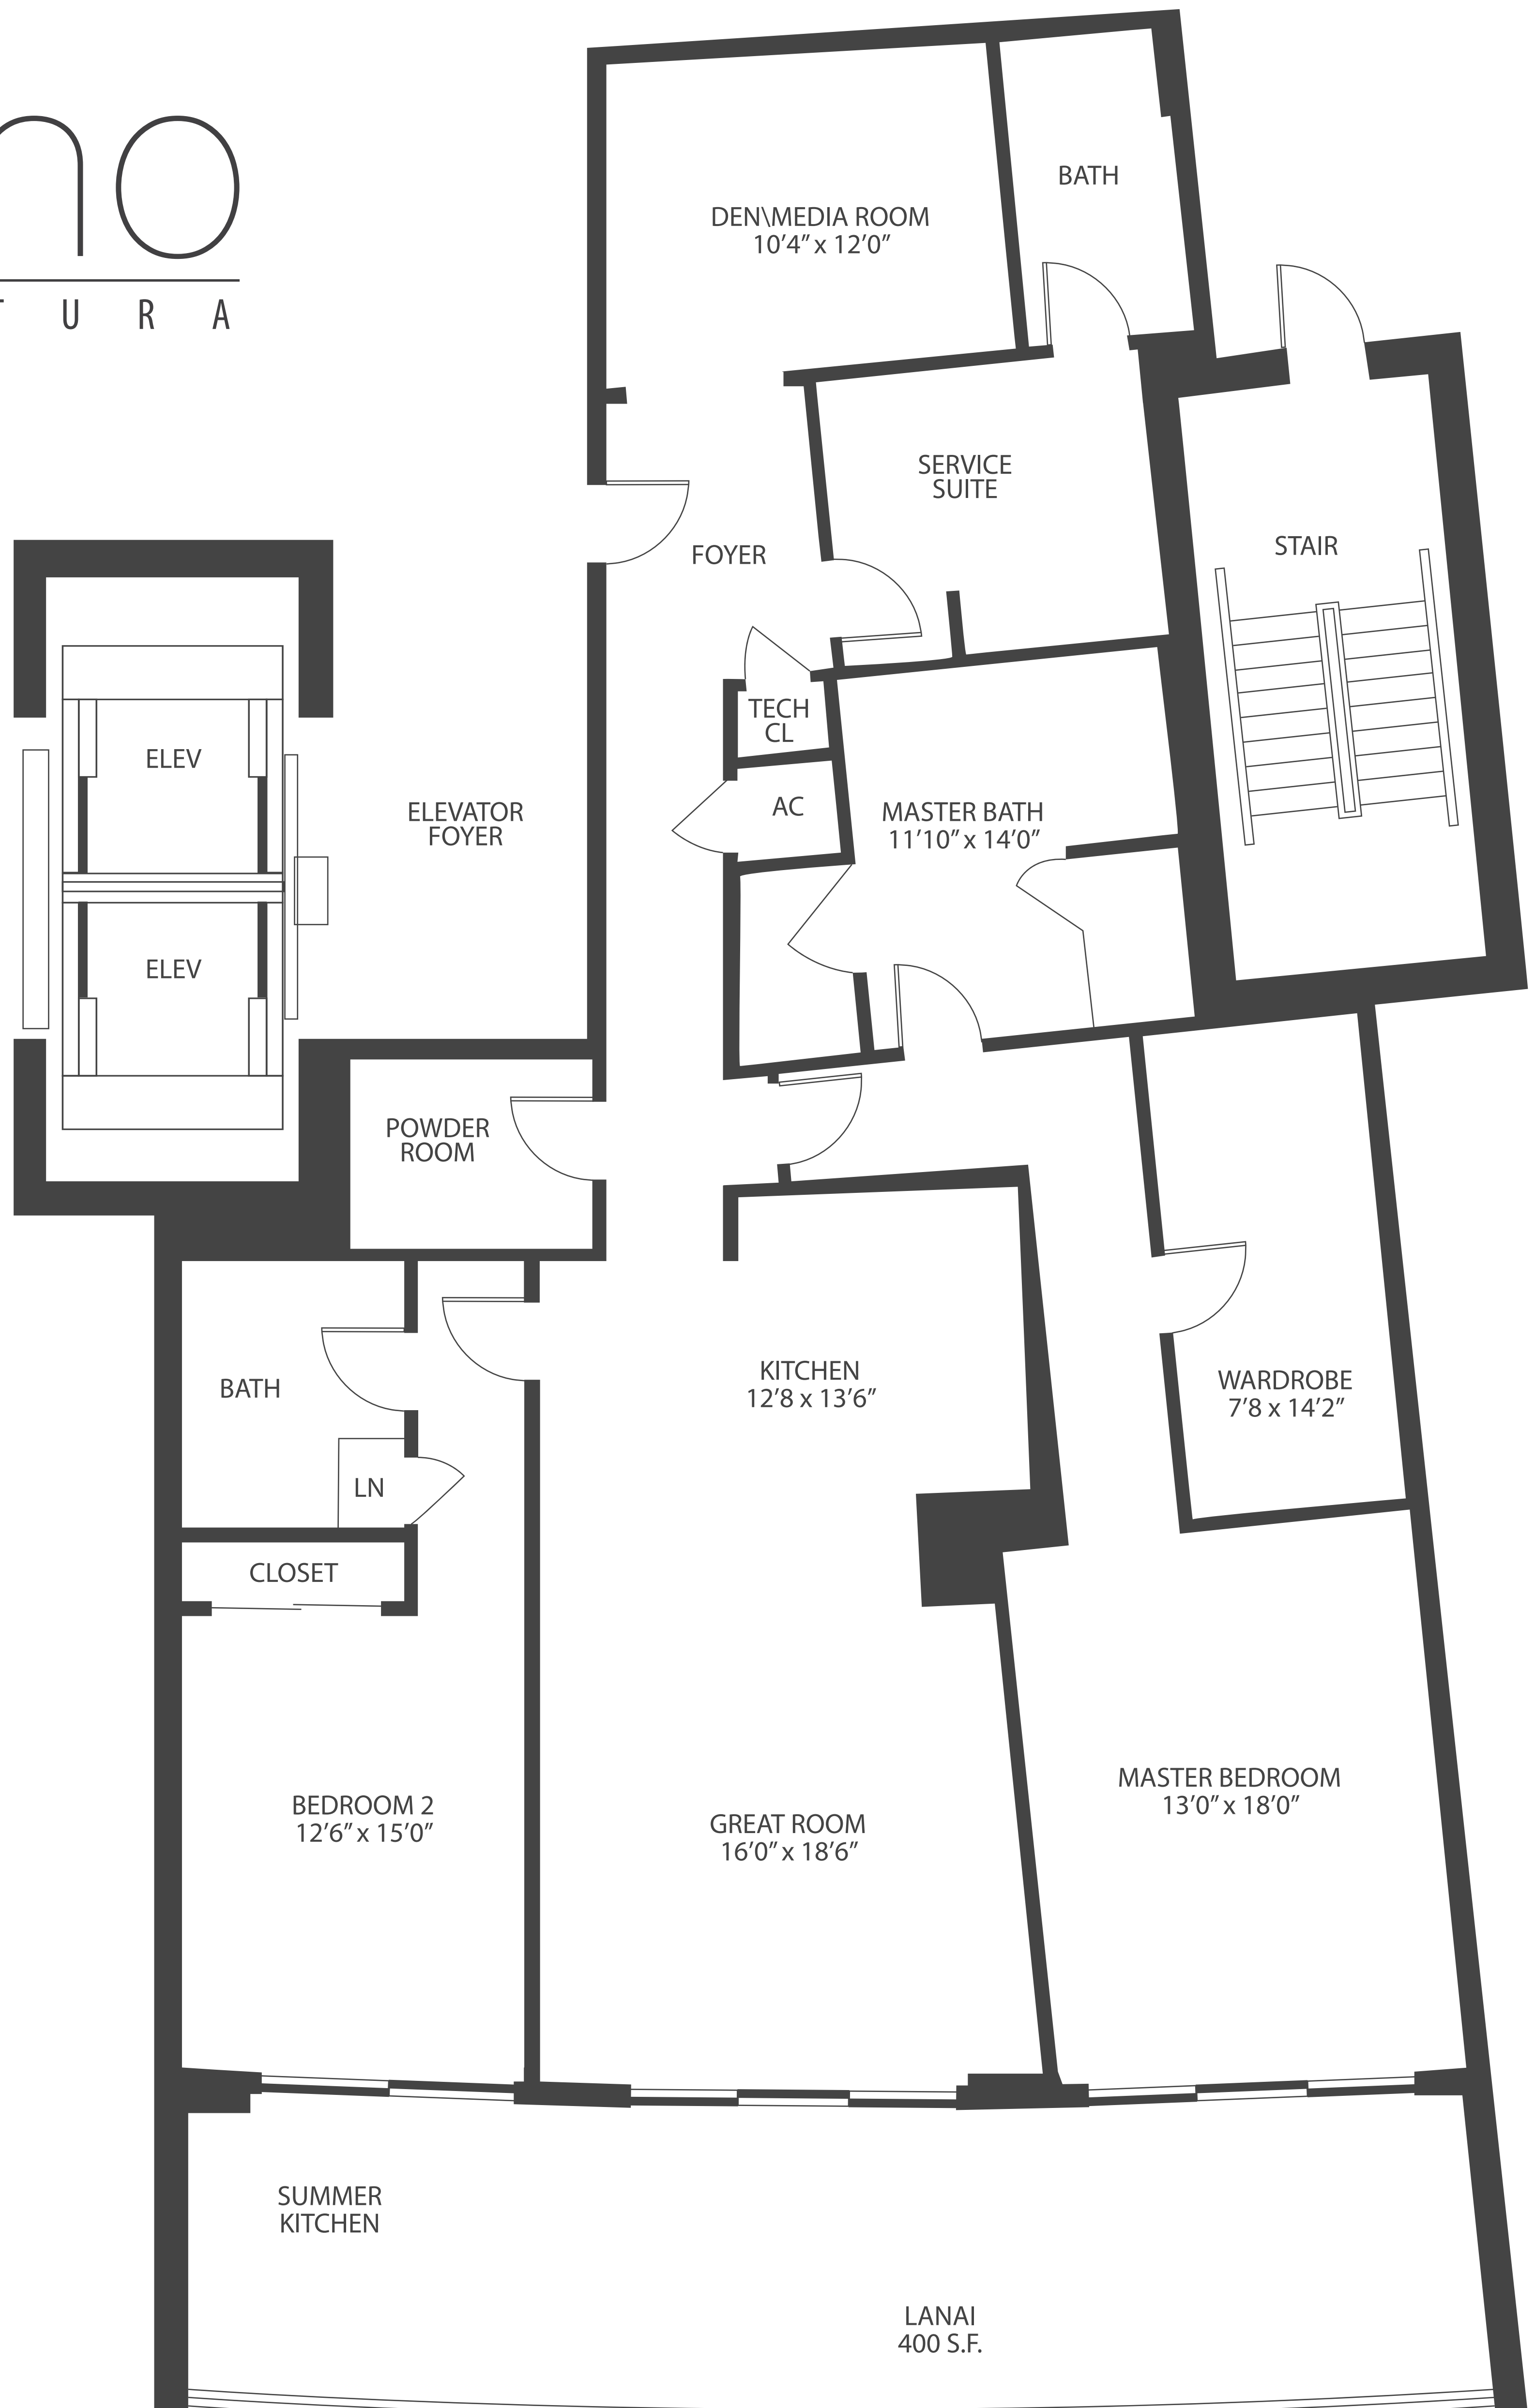 no
T U R A
BATH
DEN\MEDIA ROOM
10’4” x 12’0”
SERVICE
SUITE
STAIR
FOYER
TECH
CL
ELEV
AC
ELEVATOR
FOYER
MASTER BATH
11’10” x 14’0”
ELEV
POWDER
ROOM
KITCHEN
12’8 x 13’6”
BATH
WARDROBE
7’8 x 14’2”
LN
CLOSET
MASTER BEDROOM
13’0” x 18’0”
BEDROOM 2
12’6” x 15’0”
GREAT ROOM
16’0” x 18’6”
SUMMER
KITCHEN
LANAI
400 S.F.